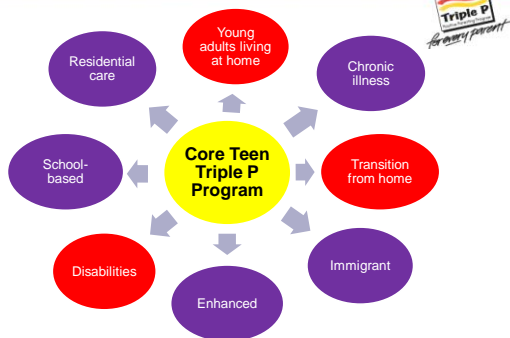 Triple P
for every parent
Young
adults living
at home
Residential
care
Chronic
illness
School-
based
Core Teen
Triple P
Program
Transition
from home
Disabilities
Immigrant
Enhanced